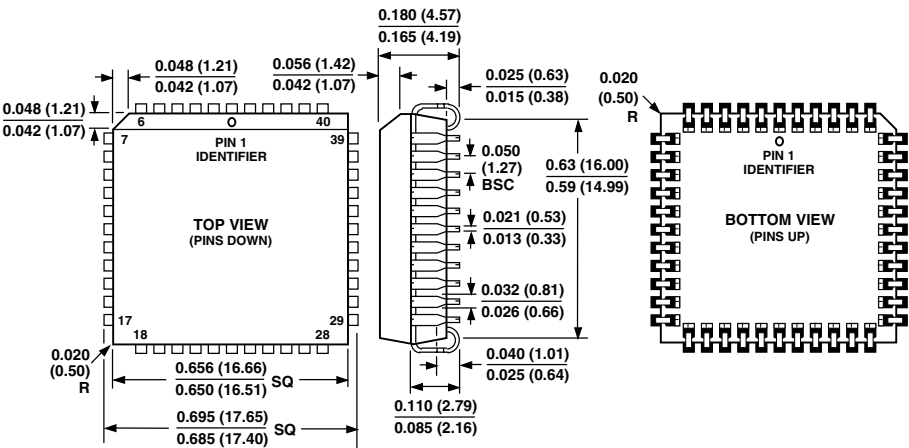 0.180 (4.57)
0.165 (4.19)
0.048 (1.21)
0.042 (1.07)
0.056 (1.42)
0.042 (1.07)
0.025 (0.63)
0.015 (0.38)
0.020
(0.50)
R
0.048 (1.21)
0.042 (1.07)
6
40
7
39
PIN 1
IDENTIFIER
TOP VIEW
(PINS DOWN)
17
29
18
28
0.050
(1.27)
BSC
0.63 (16.00)
0.59 (14.99)
0.021 (0.53)
0.013 (0.33)
0.032 (0.81)
0.026 (0.66)
PIN 1
IDENTIFIER
BOTTOM VIEW
(PINS UP)
0.020
(0.50)
R
0.656 (16.66)
0.650 (16.51)
SQ
0.040 (1.01)
0.025 (0.64)
0.695 (17.65)
0.685 (17.40)
SQ
0.110 (2.79)
0.085 (2.16)